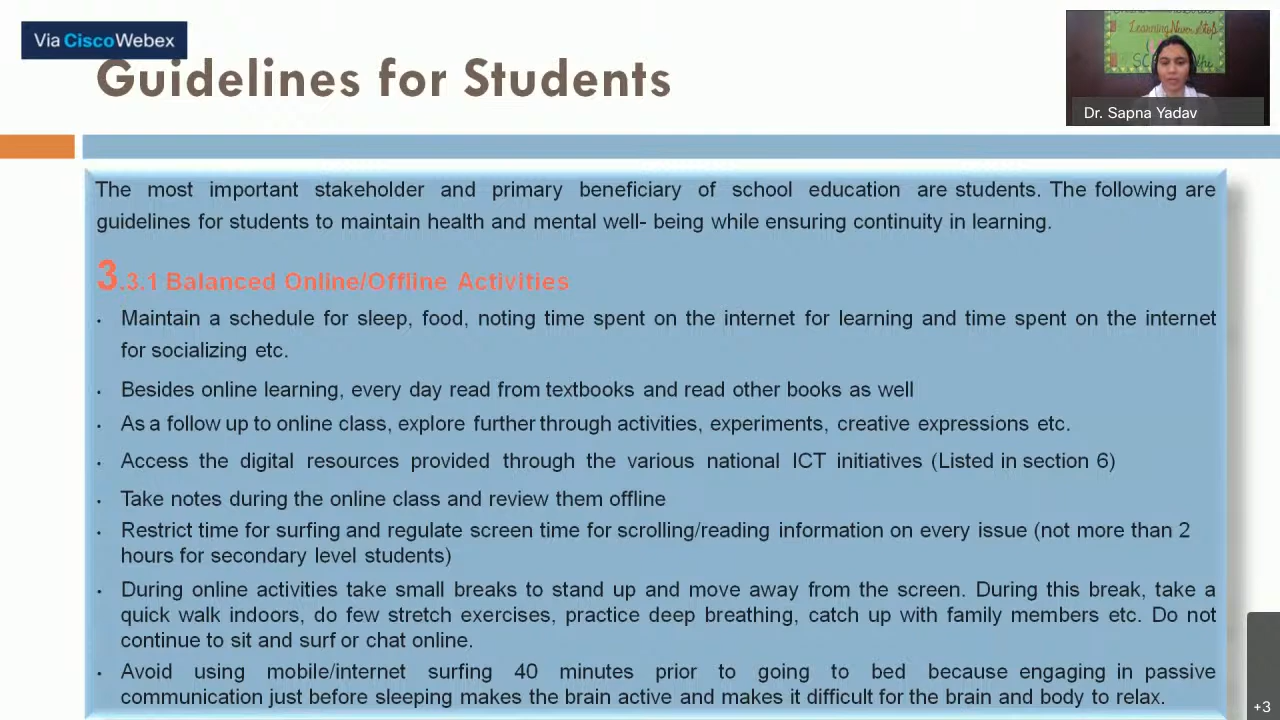 Via CiscoWebex
Guidelines for Students
Learning Never Stop
Dr. Sapna Yadav
The most important stakeholder and primary beneficiary of school education are students. The following are
guidelines for students to maintain health and mental well- being while ensuring continuity in learning.
3.3.1 Balanced Online/Offline Activities
• Maintain a schedule for sleep, food, noting time spent on the internet for learning and time spent on the internet
for socializing etc.
• Besides online learning, every day read from textbooks and read other books as well
• As a follow up to online class, explore further through activities, experiments, creative expressions etc.
• Access the digital resources provided through the various national ICT initiatives (Listed in section 6)
• Take notes during the online class and review them offline
• Restrict time for surfing and regulate screen time for scrolling/reading information on every issue (not more than 2
hours for secondary level students)
• During online activities take small breaks to stand up and move away from the screen. During this break, take a
quick walk indoors, do few stretch exercises, practice deep breathing, catch up with family members etc. Do not
continue to sit and surf or chat online.
• Avoid using mobile/internet surfing 40 minutes prior to going to bed because engaging in passive
communication just before sleeping makes the brain active and makes it difficult for the brain and body to relax.
+3